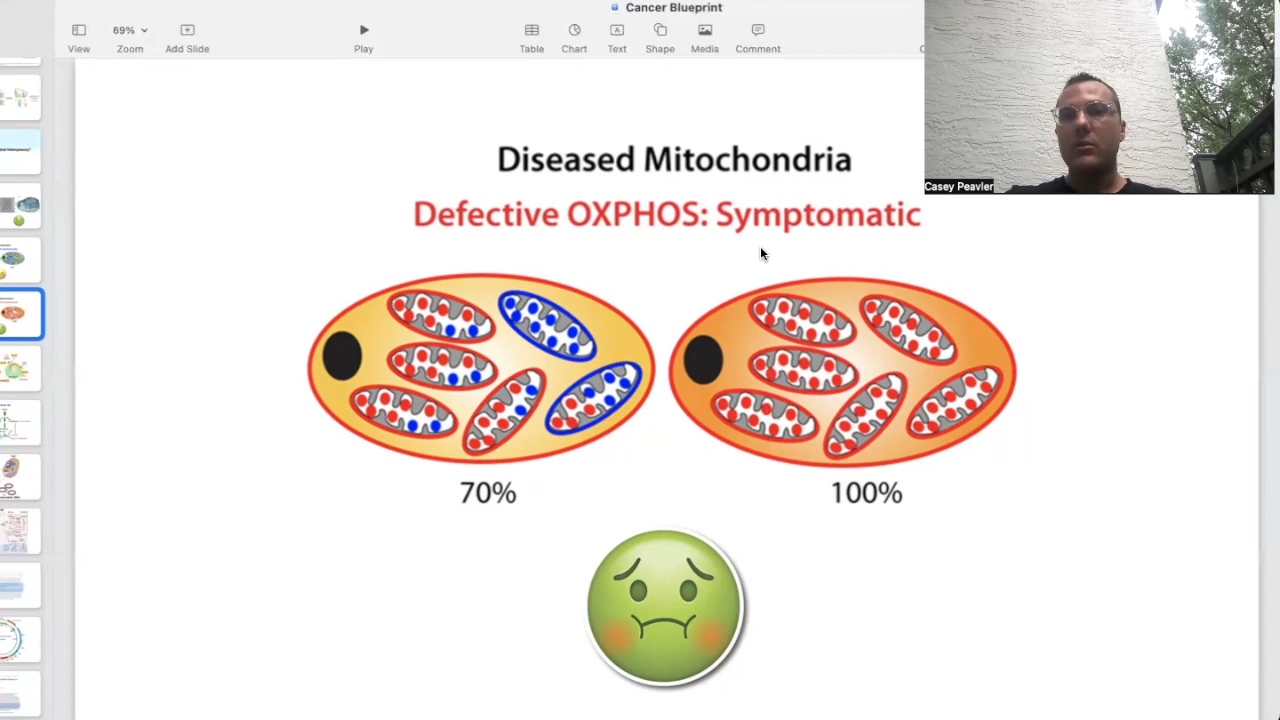 Cancer Blueprint
69%
View
Zoom
Add Slide
Play
Table
Chart
Text
Shape
Media
Comment
Casey Peavler
Diseased Mitochondria
Defective OXPHOS: Symptomatic
70%
100%